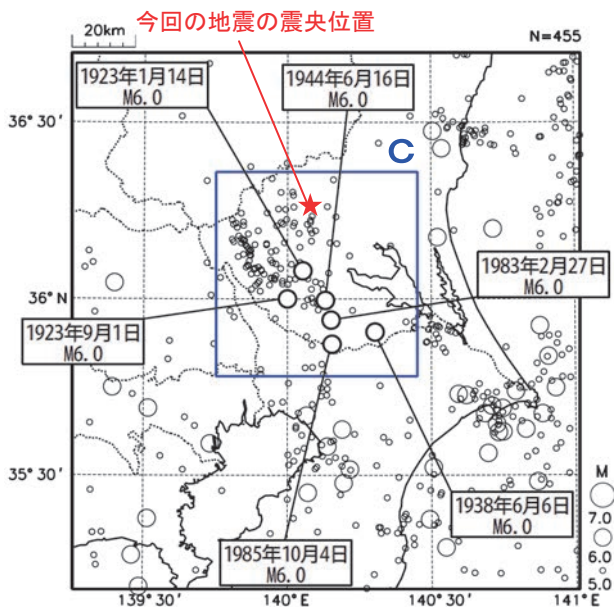 今回の地震の震央位置
20km
N=455
1923年1月14日
M6.0
1944年6月16日
M6.0
36°30′
C
1983年2月27日
M6.0
36°N
1923年9月1日
M6.0
35°30′
1938年6月6日
M6.0
1985年10月4日
M6.0
M
7.0
6.0
5.0
139°30′
140°E
140°30′
141°E